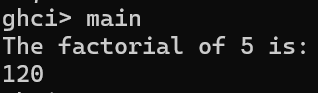 ghci> main
The factorial of 5 is:
120